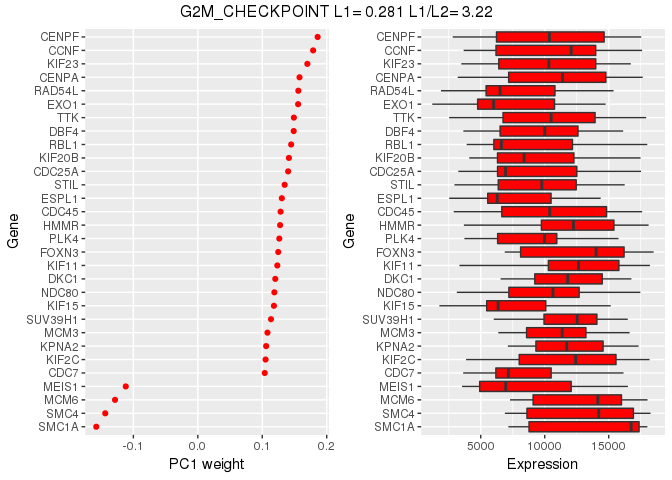 G2M_CHECKPOINT L1= 0.281 L1/L2= 3.22
Gene
CENPF
CCNF
KIF23
CENPA
RAD54L
EXO1
TTK
DBF4
RBL1
KIF20B
CDC25A
STIL
ESPL1
CDC45
HMMR
PLK4
FOXN3
KIF11
DKC1
NDC80
KIF15
SUV39H1
MCM3
KPNA2
KIF2C
CDC7
MEIS1
MCM6
SMC4
SMC1A
-0.1 0.0 0.1 0.2
PC1 weight
Gene
CENPF
CCNF
KIF23
CENPA
RAD54L
EXO1
TTK
DBF4
RBL1
KIF20B
CDC25A
STIL
ESPL1
CDC45
HMMR
PLK4
FOXN3
KIF11
DKC1
NDC80
KIF15
SUV39H1
MCM3
KPNA2
KIF2C
CDC7
MEIS1
MCM6
SMC4
SMC1A
5000 10000 15000
Expression